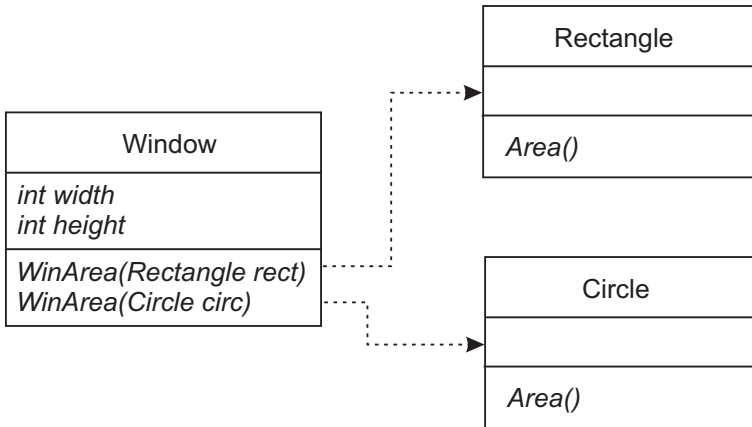 Rectangle
Area()
Window
int width
int height
WinArea(Rectangle rect)
WinArea(Circle circ)
Circle
Area()